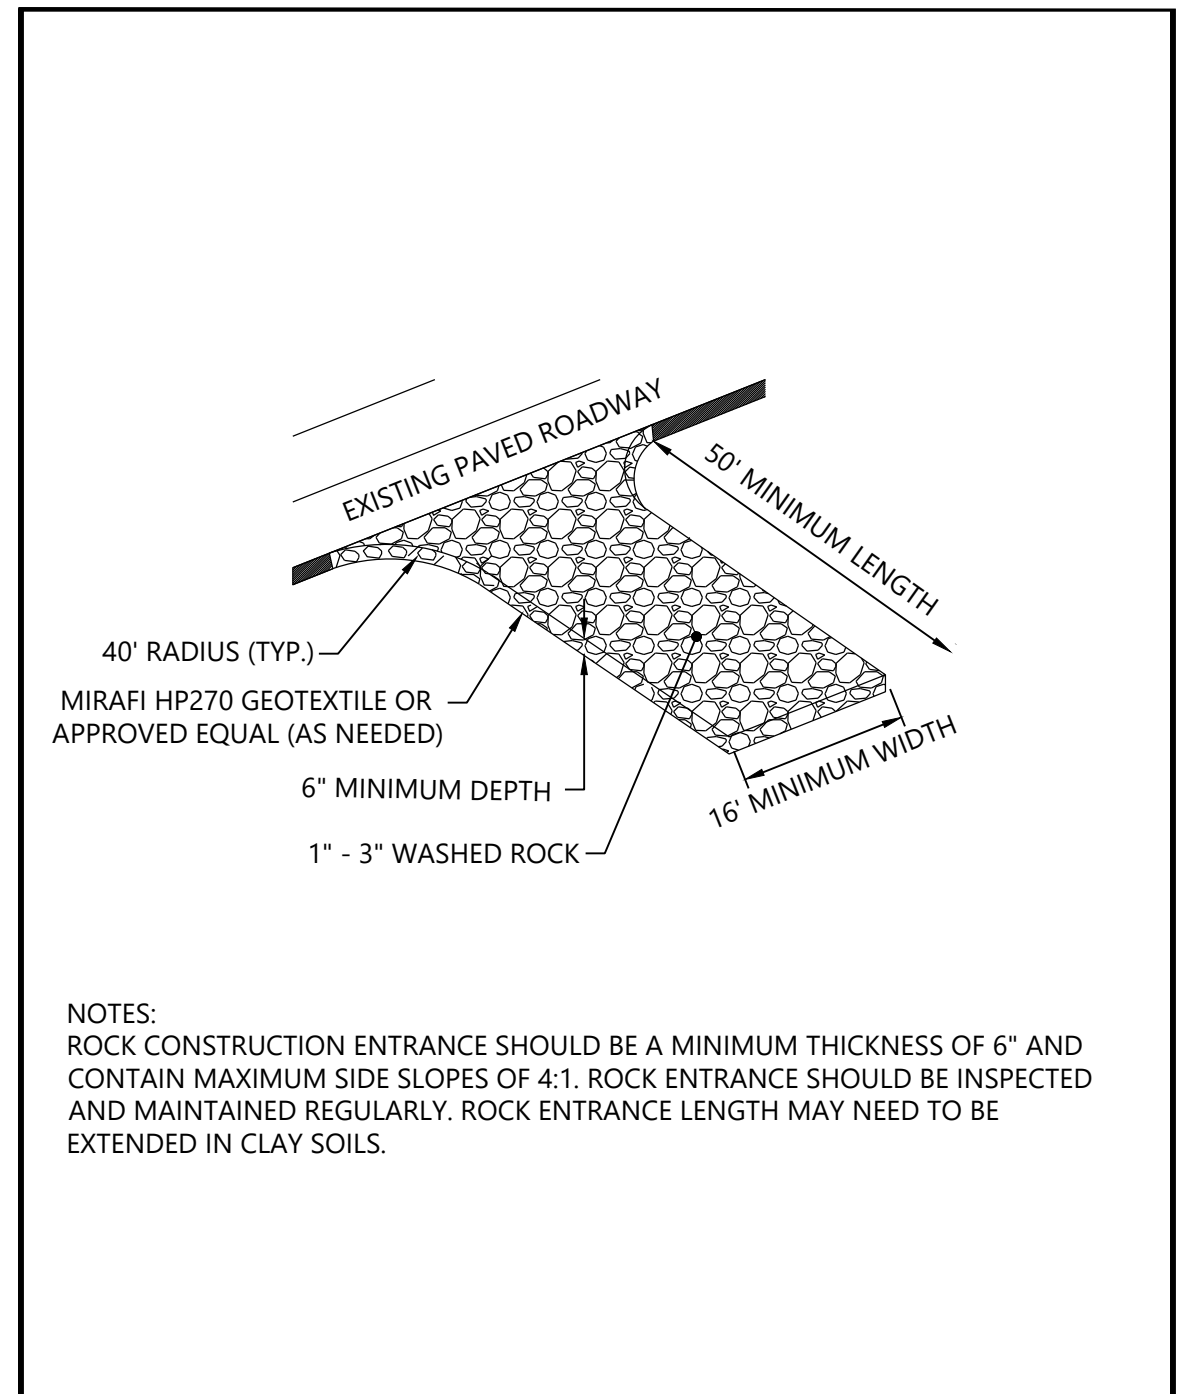 EXISTING PAVED ROADWAY
50' MINIMUM LENGTH
40' RADIUS (TYP.)
MIRAFI HP270 GEOTEXTILE OR
APPROVED EQUAL (AS NEEDED)
6" MINIMUM DEPTH
16' MINIMUM WIDTH
1" - 3" WASHED ROCK
NOTES:
ROCK CONSTRUCTION ENTRANCE SHOULD BE A MINIMUM THICKNESS OF 6" AND
CONTAIN MAXIMUM SIDE SLOPES OF 4:1. ROCK ENTRANCE SHOULD BE INSPECTED
AND MAINTAINED REGULARLY. ROCK ENTRANCE LENGTH MAY NEED TO BE
EXTENDED IN CLAY SOILS.